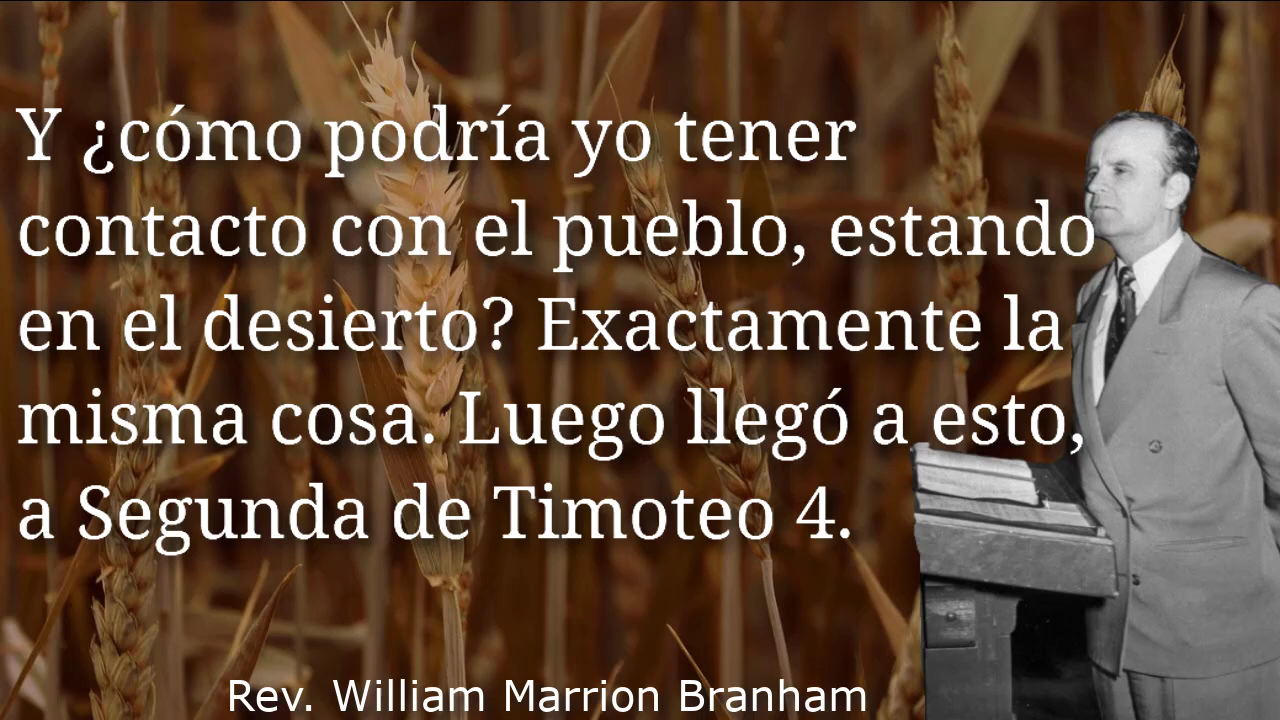 Y ¿cómo podría yo tener
contacto con el pueblo, estando
en el desierto? Exactamente la
misma cosa. Luego llegó a esto,
a Segunda de Timoteo 4.
Rev. William Marrion Branham